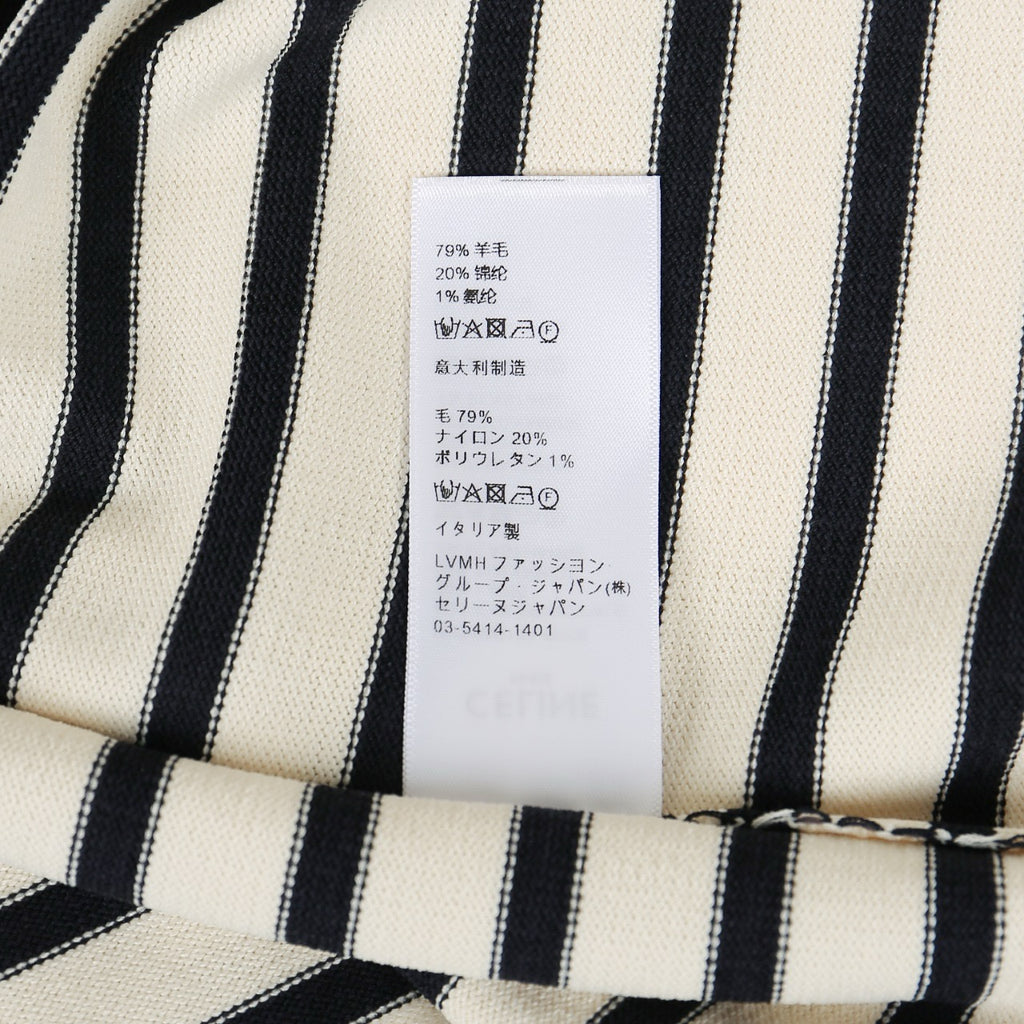 79% 羊毛
20% 锦纶
1% 氨纶
F
意大利制造
毛 79%
ナイロン 20%
ポリウレタン 1%
F
イタリア製
LVMH ファッション
グループ・ジャパン(株)
セリーヌジャパン
03-5414-1401
CELINE